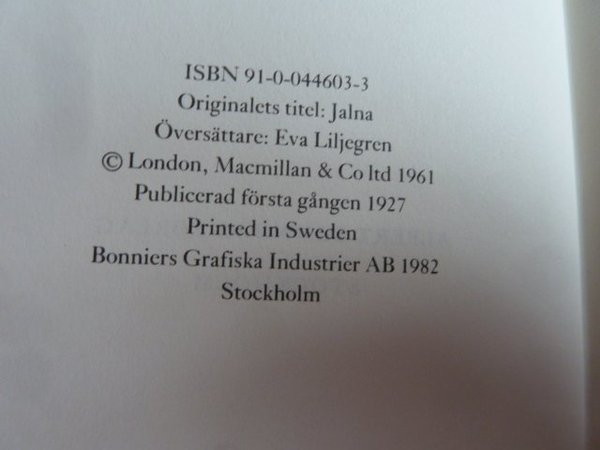 ISBN 91-0-044603-3
Originalets titel: Jalna
Översättare: Eva Liljegren
© London, Macmillan & Co ltd 1961
Publicerad första gången 1927
Printed in Sweden
Bonniers Grafiska Industrier AB 1982
Stockholm